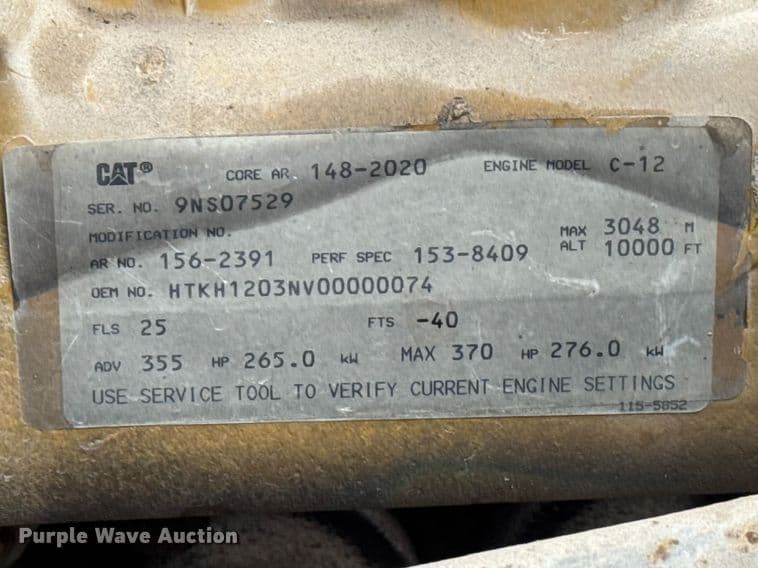 CAT® CORE AR 148-2020 ENGINE MODEL C-12
SER. NO. 9NS07529
MODIFICATION NO.
AR NO. 156-2391 PERF SPEC 153-8409 MAX ALT 3048 M 10000 FT
OEM NO. HTKH1203NV00000074
FLS 25 FTS -40
ADV 355 HP 265.0 kW MAX 370 HP 276.0 kW
USE SERVICE TOOL TO VERIFY CURRENT ENGINE SETTINGS
115-5852
Purple Wave Auction